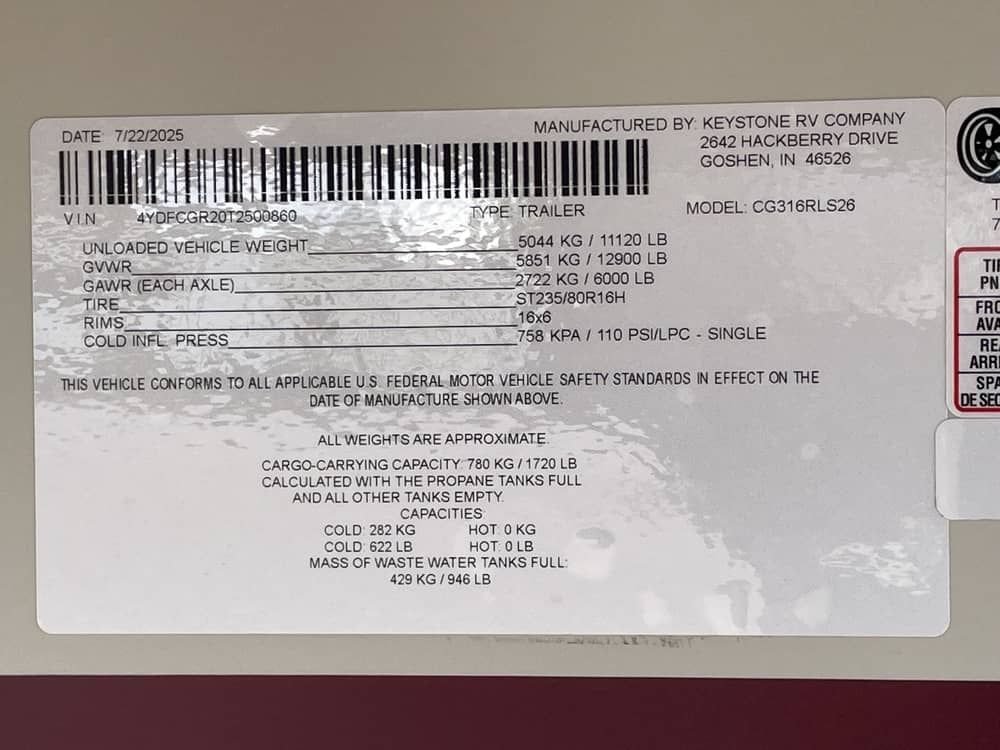 DATE: 7/22/2025
MANUFACTURED BY: KEYSTONE RV COMPANY
2642 HACKBERRY DRIVE
GOSHEN, IN 46526
V I N 4YDFCGR20T2500860 TYPE: TRAILER MODEL: CG316RLS26
UNLOADED VEHICLE WEIGHT 5044 KG / 11120 LB
GVWR 5851 KG / 12900 LB
GAWR (EACH AXLE) 2722 KG / 6000 LB
TIRE ST235/80R16H
RIMS 16x6
COLD INFL. PRESS 758 KPA / 110 PSI/LPC - SINGLE
THIS VEHICLE CONFORMS TO ALL APPLICABLE U.S. FEDERAL MOTOR VEHICLE SAFETY STANDARDS IN EFFECT ON THE
DATE OF MANUFACTURE SHOWN ABOVE.
ALL WEIGHTS ARE APPROXIMATE.
CARGO-CARRYING CAPACITY: 780 KG / 1720 LB
CALCULATED WITH THE PROPANE TANKS FULL
AND ALL OTHER TANKS EMPTY.
CAPACITIES:
COLD: 282 KG HOT: 0 KG
COLD: 622 LB HOT: 0 LB
MASS OF WASTE WATER TANKS FULL:
429 KG / 946 LB